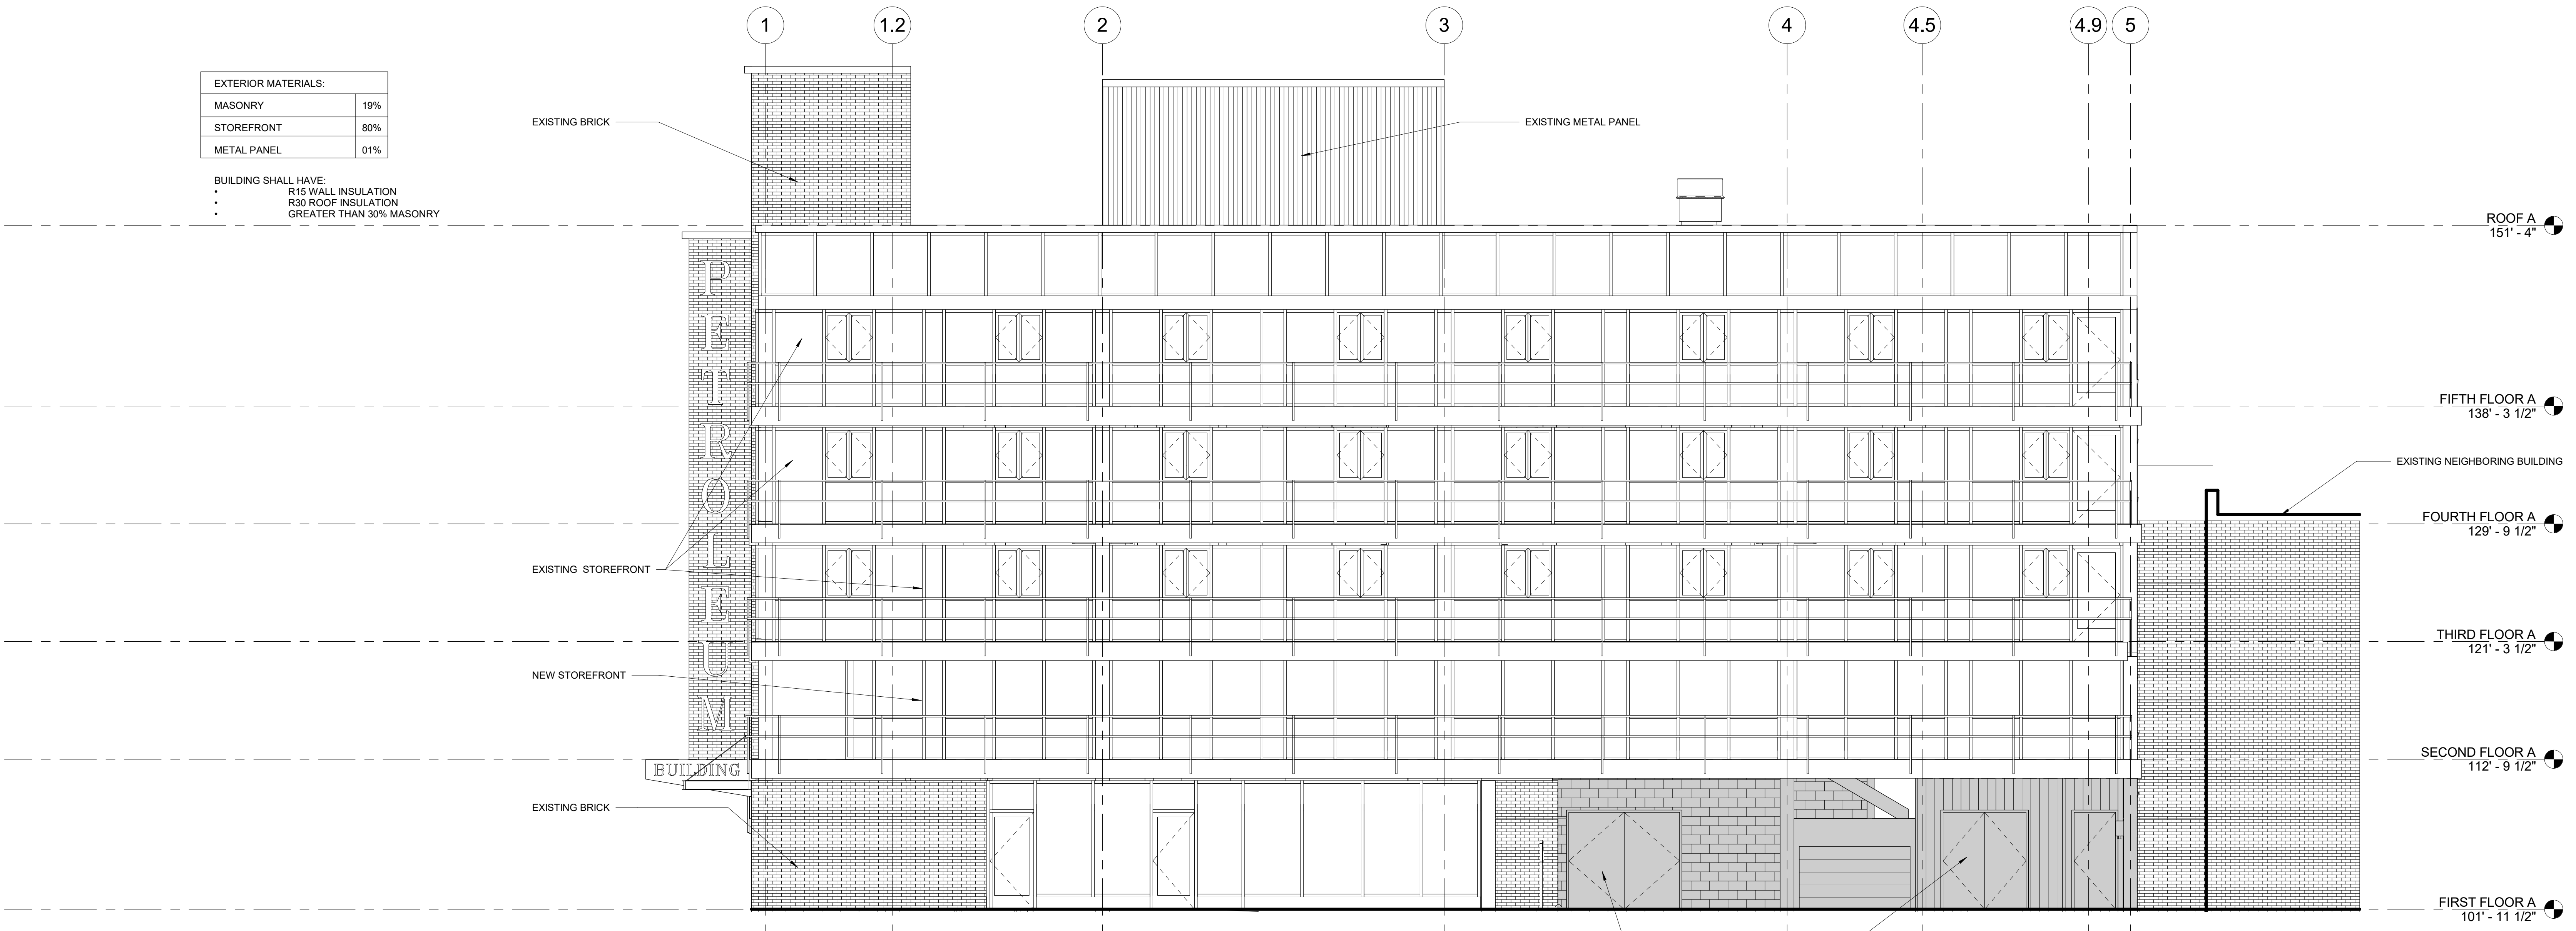 1
1.2
2
3
4
4.5
4.9
5
EXTERIOR MATERIALS:
MASONRY 19%
STOREFRONT 80%
METAL PANEL 01%
BUILDING SHALL HAVE:
• R15 WALL INSULATION
• R30 ROOF INSULATION
• GREATER THAN 30% MASONRY
EXISTING BRICK
EXISTING METAL PANEL
ROOF A
151' - 4"
PETROLEUM
FIFTH FLOOR A
138' - 3 1/2"
EXISTING NEIGHBORING BUILDING
FOURTH FLOOR A
129' - 9 1/2"
EXISTING STOREFRONT
THIRD FLOOR A
121' - 3 1/2"
NEW STOREFRONT
SECOND FLOOR A
112' - 9 1/2"
BUILDING
EXISTING BRICK
FIRST FLOOR A
101' - 11 1/2"